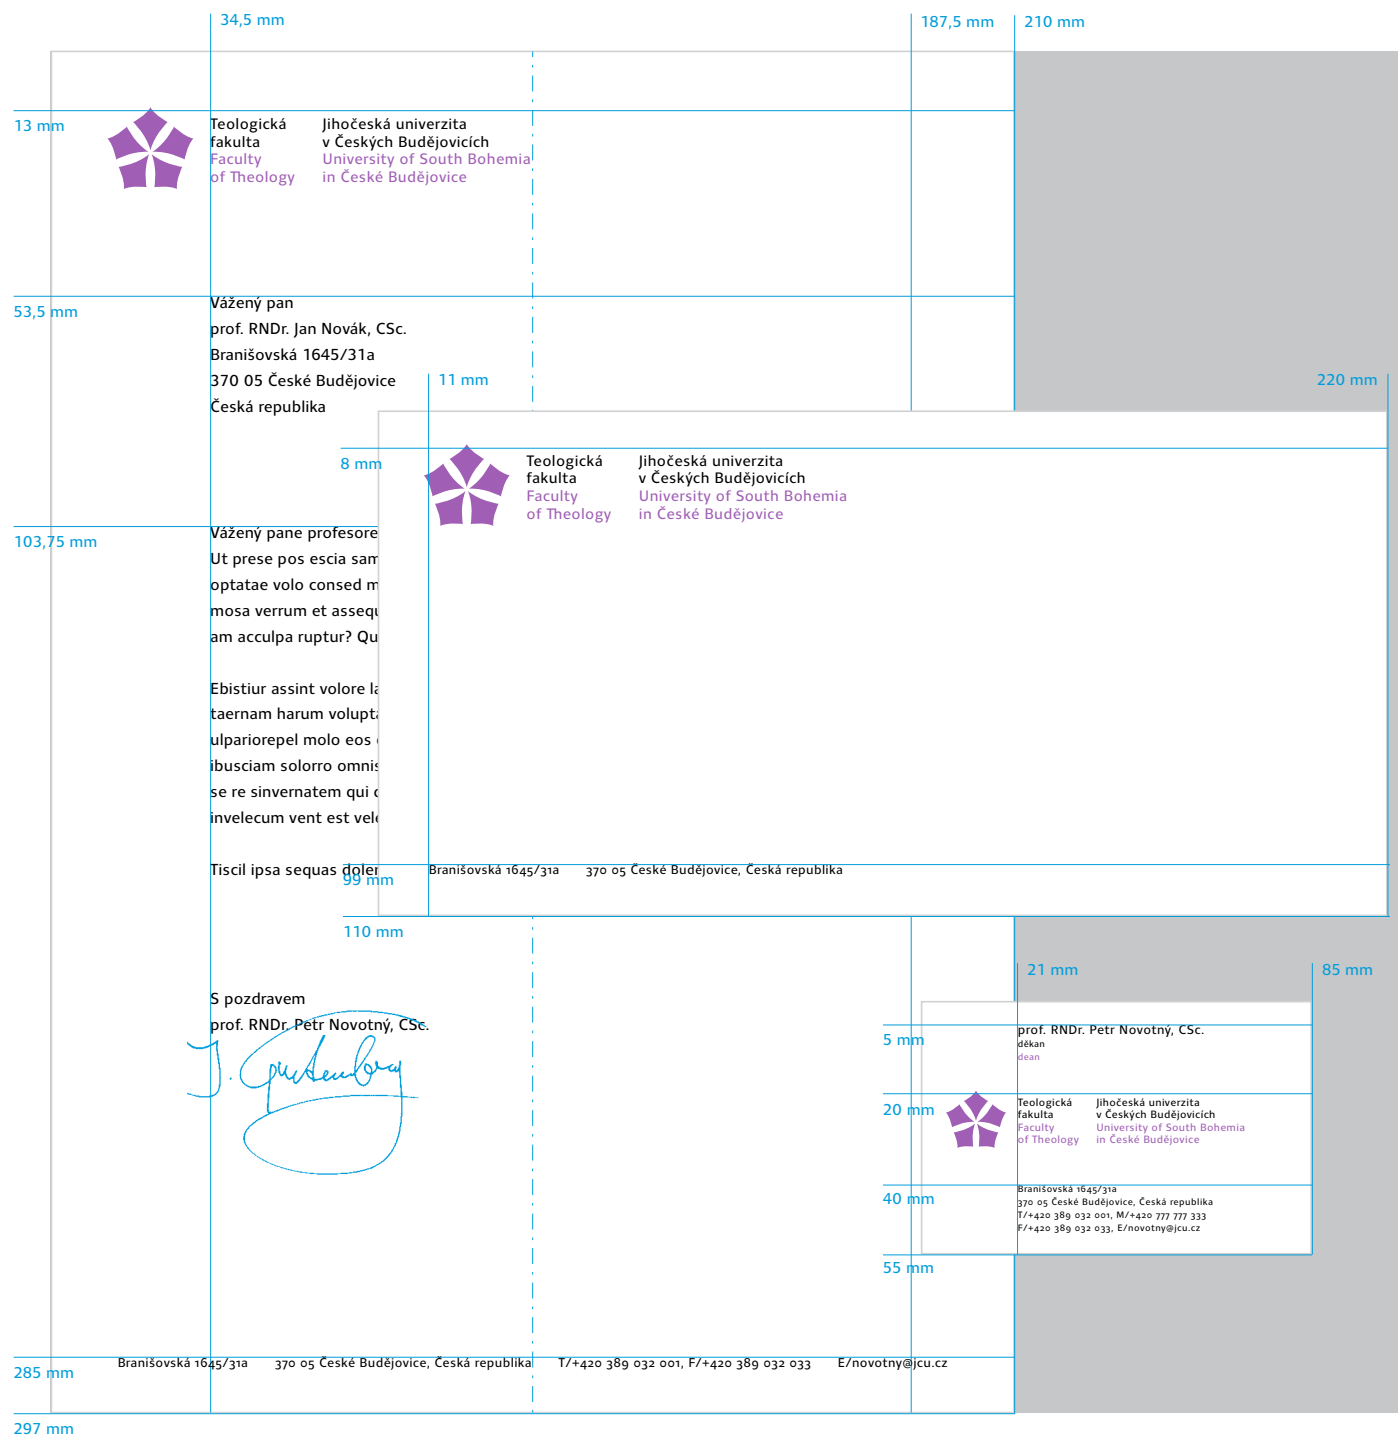 34,5 mm
187,5 mm
210 mm
13 mm
Teologická
fakulta
Faculty
of Theology
Jihočeská univerzita
v Českých Budějovicích
University of South Bohemia
in České Budějovice
53,5 mm
Vážený pan
prof. RNDr. Jan Novák, CSc.
Branišovská 1645/31a
370 05 České Budějovice
Česká republika
11 mm
220 mm
8 mm
Teologická
fakulta
Faculty
of Theology
Jihočeská univerzita
v Českých Budějovicích
University of South Bohemia
in České Budějovice
103,75 mm
Vážený pane profesore
Ut prese pos escia sam
optatae volo consed m
mosa verrum et assequ
am acculpa ruptur? Qu
Ebistiur assint volore la
taernam harum volupta
ulpariorepel molo eos
ibusciam solorro omnis
se re sinvernatem qui
invelecum vent est vele
Tiscil ipsa sequas doler
99 mm
Branišovská 1645/31a 370 05 České Budějovice, Česká republika
110 mm
S pozdravem
prof. RNDr. Petr Novotný, CSc.
21 mm
85 mm
5 mm
prof. RNDr. Petr Novotný, CSc.
děkan
dean
20 mm
Teologická
fakulta
Faculty
of Theology
Jihočeská univerzita
v Českých Budějovicích
University of South Bohemia
in České Budějovice
40 mm
Branišovská 1645/31a
370 05 České Budějovice, Česká republika
T/+420 389 032 001, M/+420 777 777 333
F/+420 389 032 033, E/novotny@jcu.cz
55 mm
285 mm
Branišovská 1645/31a 370 05 České Budějovice, Česká republika T/+420 389 032 001, F/+420 389 032 033 E/novotny@jcu.cz
297 mm